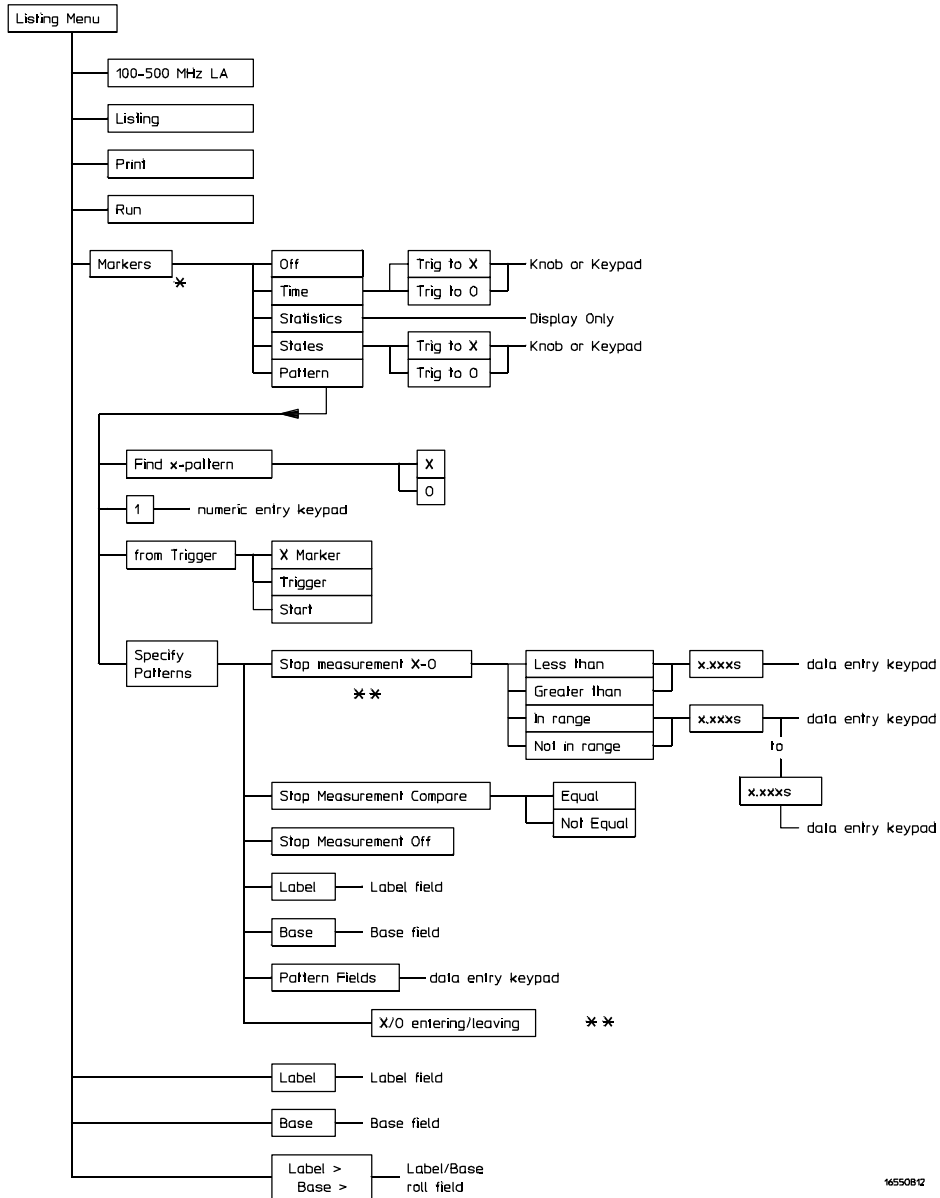 Listing Menu
100-500 MHz LA
Listing
Print
Run
Markers
*
Off
Time
Statistics
States
Pattern
Trig to X
Trig to O
Knob or Keypad
Display Only
Trig to X
Trig to O
Knob or Keypad
Find x-pattern
X
O
1
numeric entry keypad
from Trigger
X Marker
Trigger
Start
Specify
Patterns
Stop measurement X-O
**
Less than
Greater than
In range
Not in range
x.xxxs
data entry keypad
x.xxxs
data entry keypad
to
x.xxxs
data entry keypad
Stop Measurement Compare
Equal
Not Equal
Stop Measurement Off
Label
Label field
Base
Base field
Pattern Fields
data entry keypad
X/O entering/leaving
**
Label
Label field
Base
Base field
Label >
Base >
Label/Base
roll field
16550B12